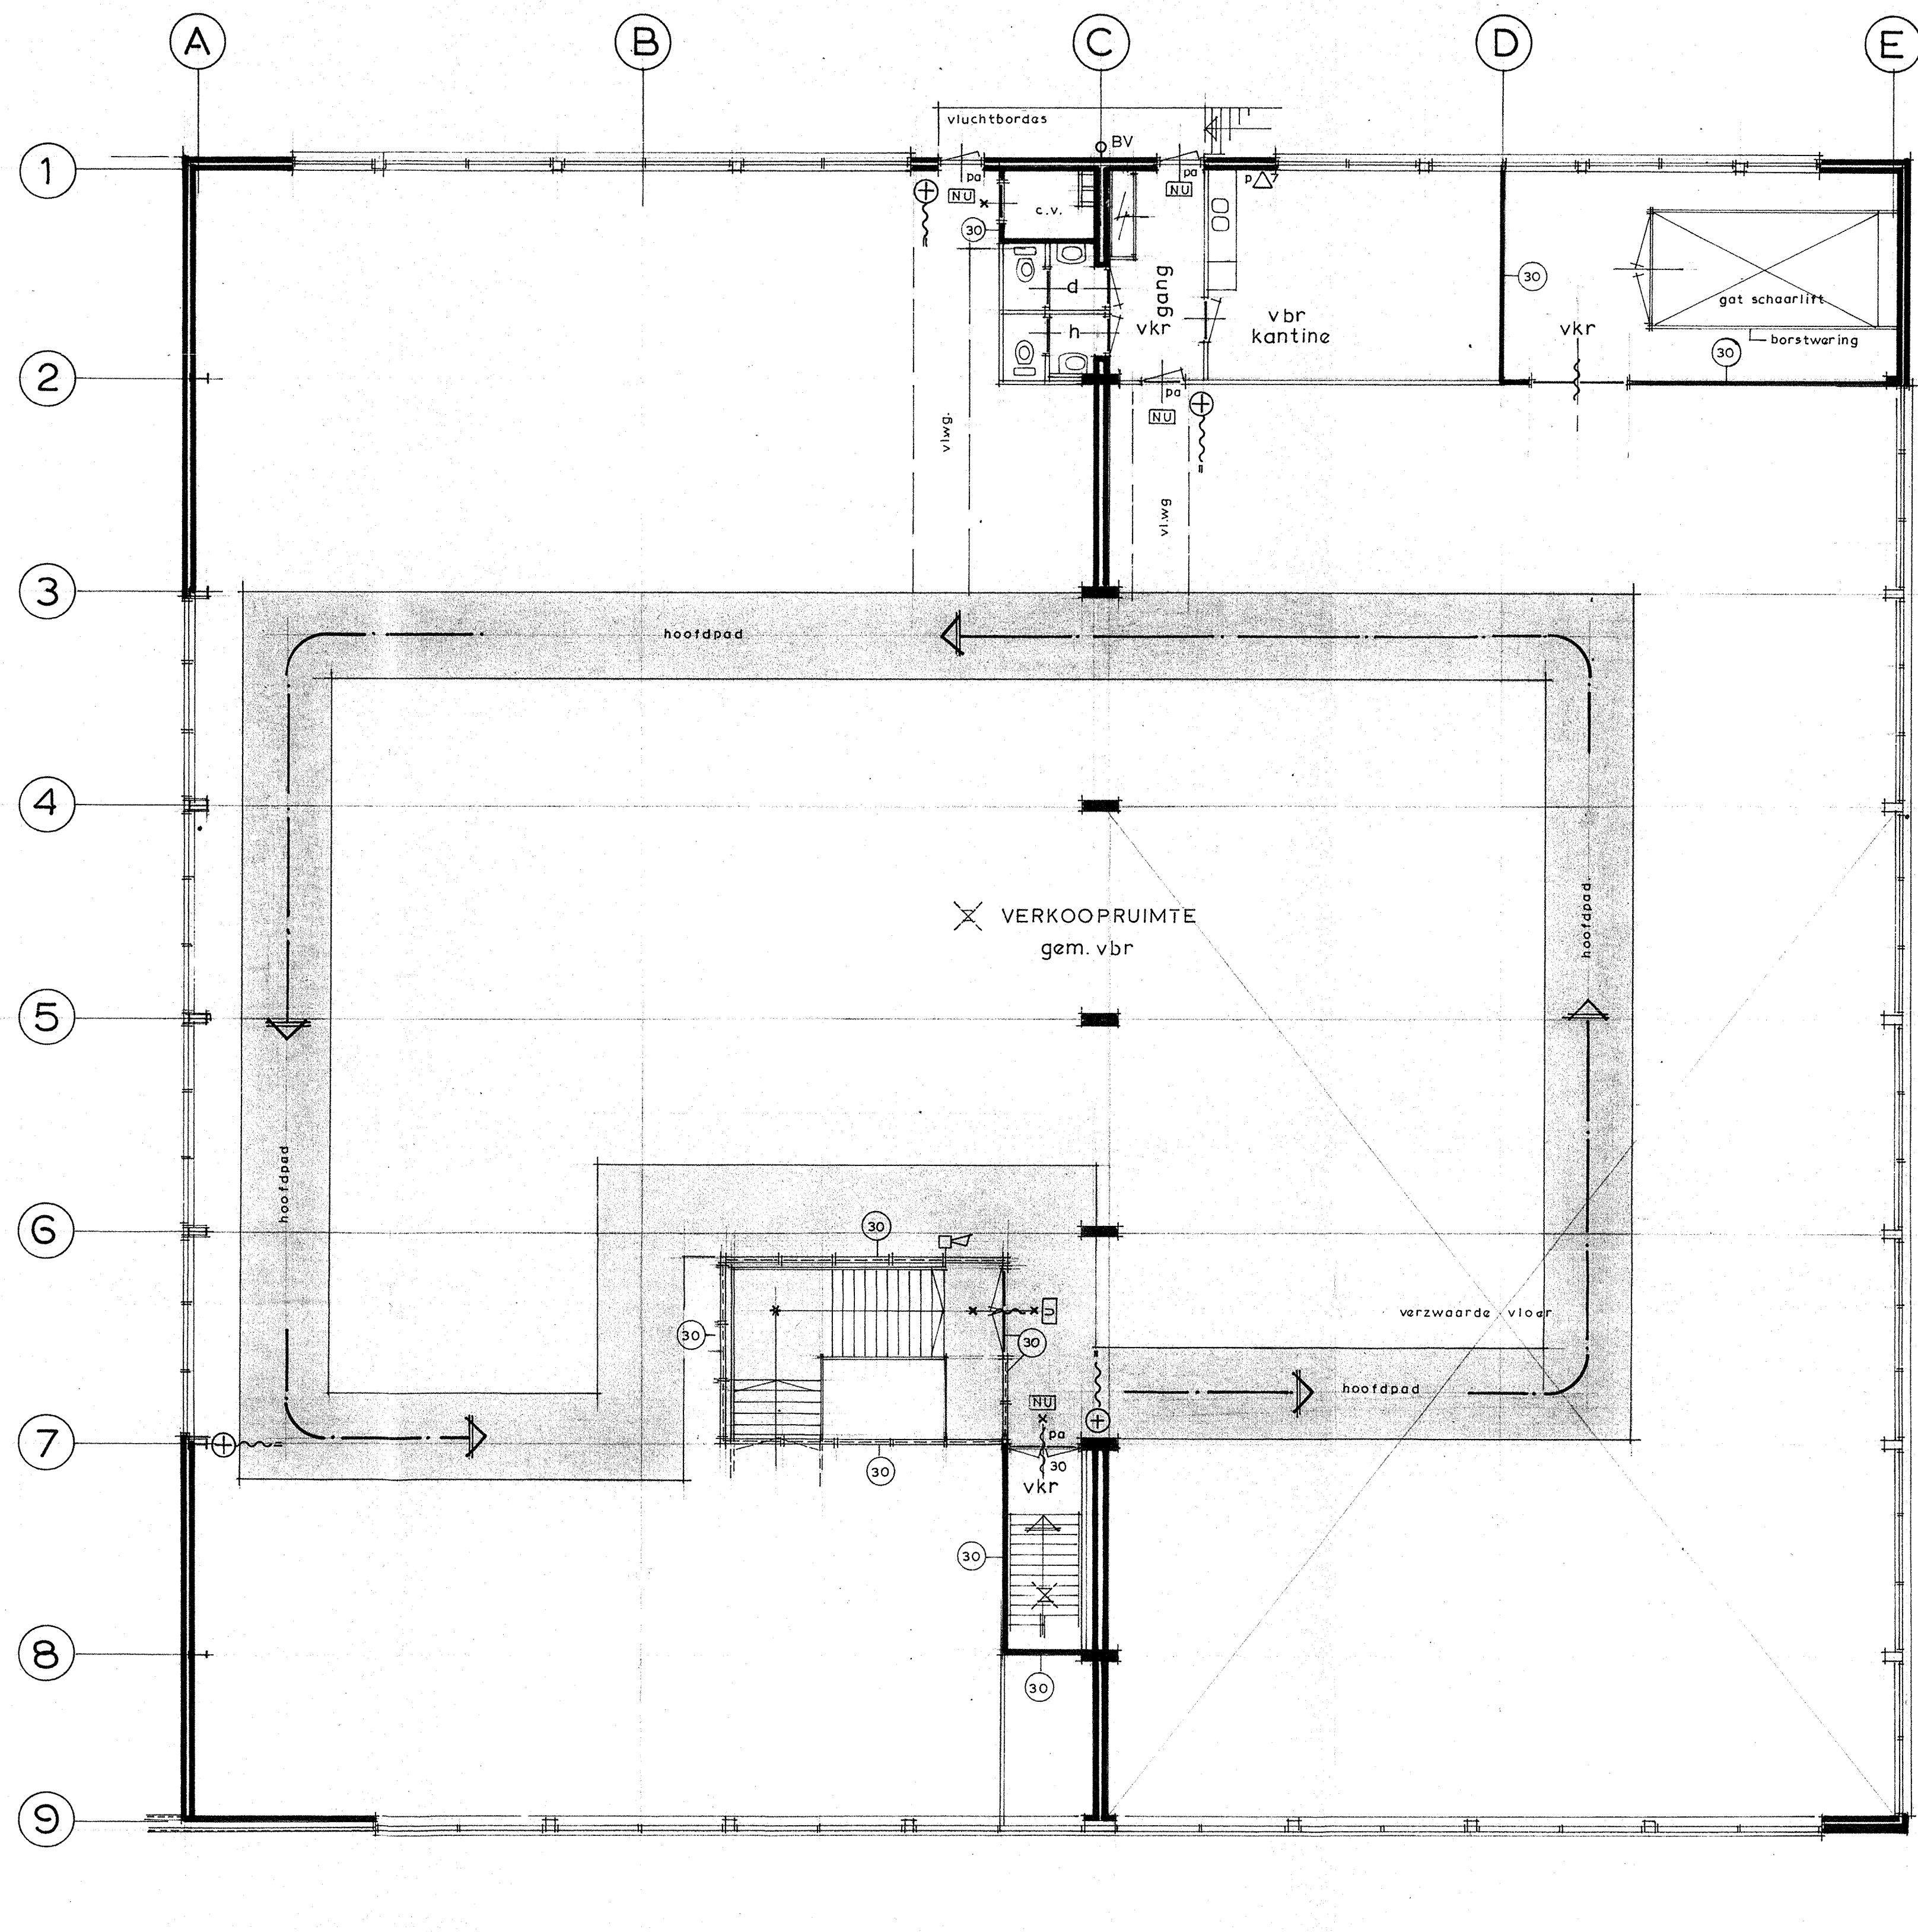 A B C D E
vluchtbordes
BV
1
pa
NU
pa
NU
p
c.v.
30
d
gang
h
vkr
vbr
kantine
30
gat schaarlift
vkr
borstwering
30
2
pa
NU
vl.wg.
vl.wg
3
hoofdpad
4
hoofdpad.
VERKOOPRUIMTE
gem. vbr
5
hoofdpad
6
30
U
30
30
verzwaarde vloer
hoofdpad
NU
pa
7
30
30
vkr
30
8
30
9